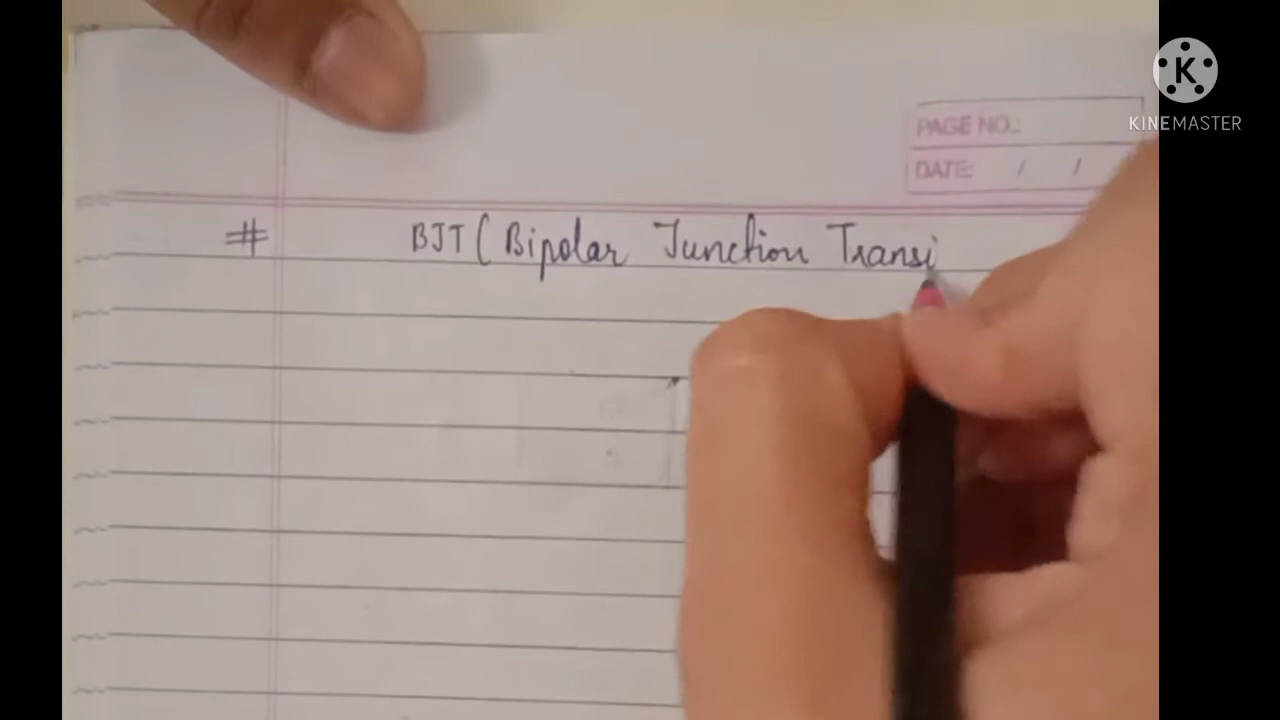 K
KINEMASTER
PAGE NO.:
DATE: / /
# BJT ( Bipolar Junction Transi